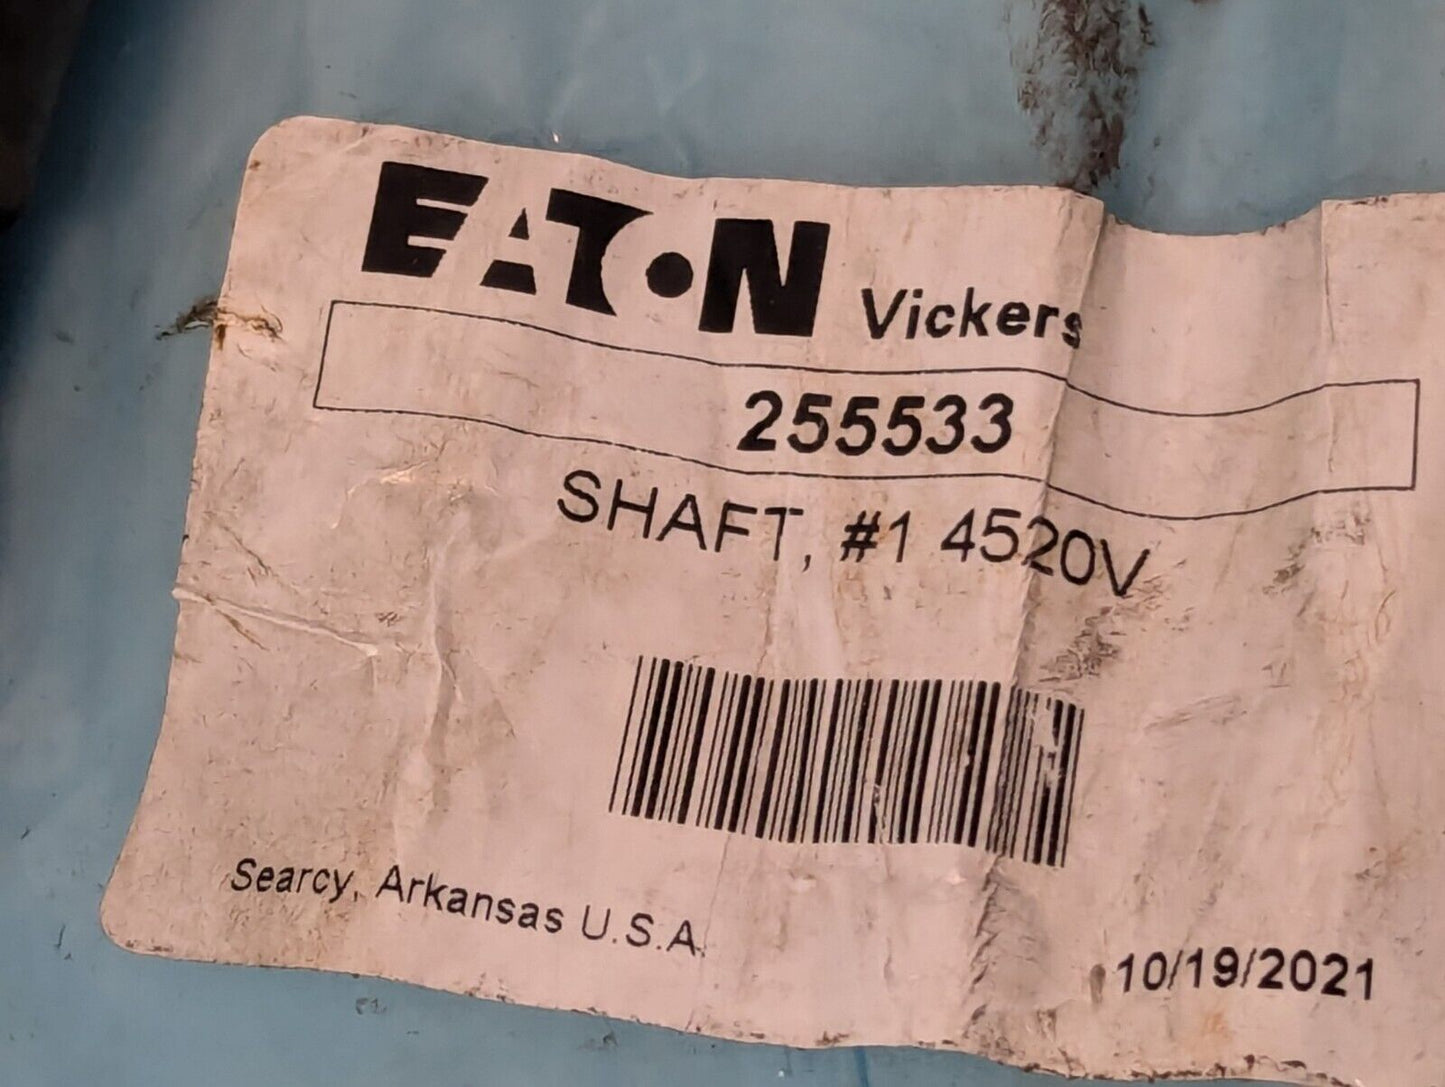 EATON Vickers
255533
SHAFT, #1 4520V
Searcy, Arkansas U.S.A.
10/19/2021